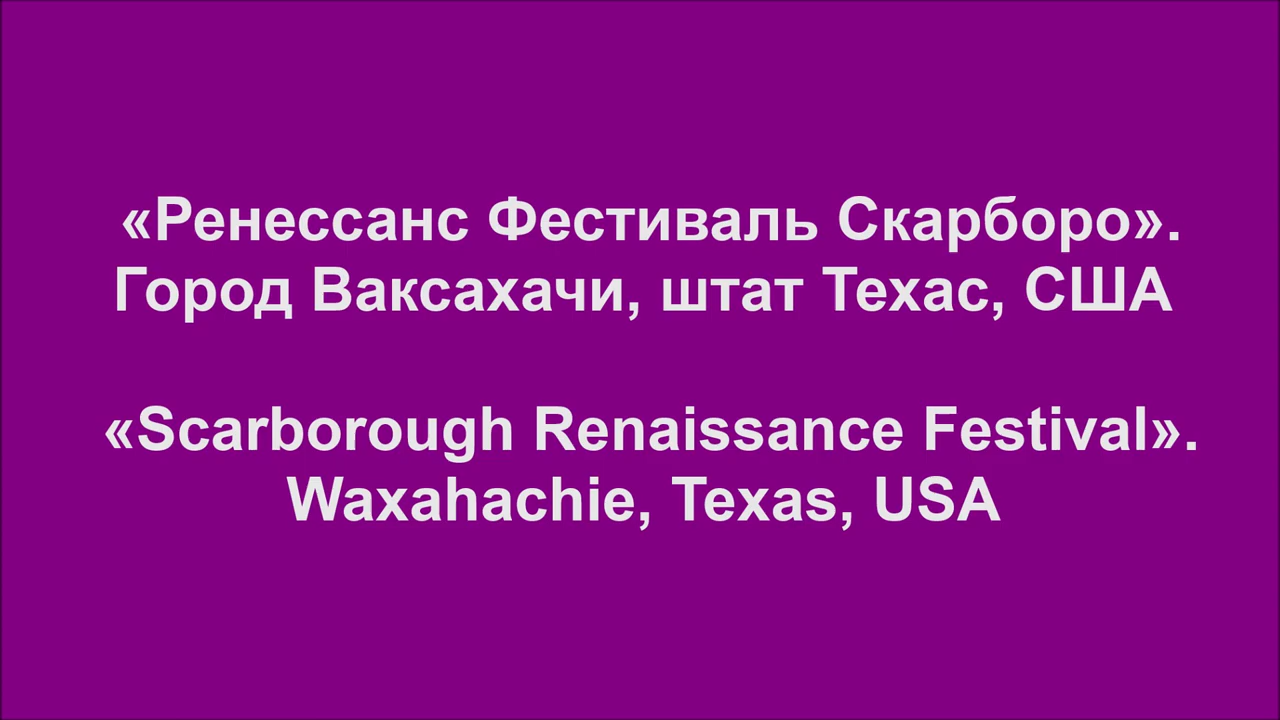 «Ренессанс Фестиваль Скарборо».
Город Ваксахачи, штат Техас, США
«Scarborough Renaissance Festival».
Waxahachie, Texas, USA